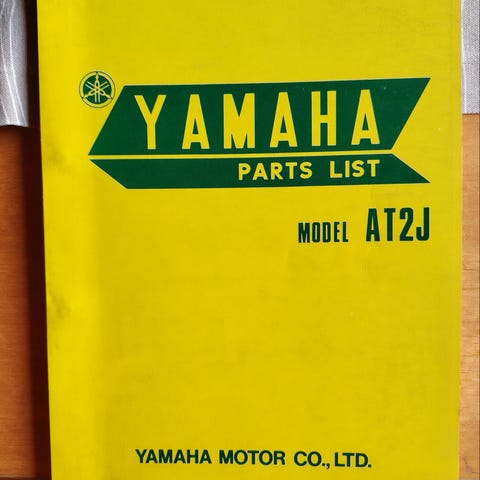 YAMAHA
PARTS LIST
MODEL AT2J
YAMAHA MOTOR CO., LTD.